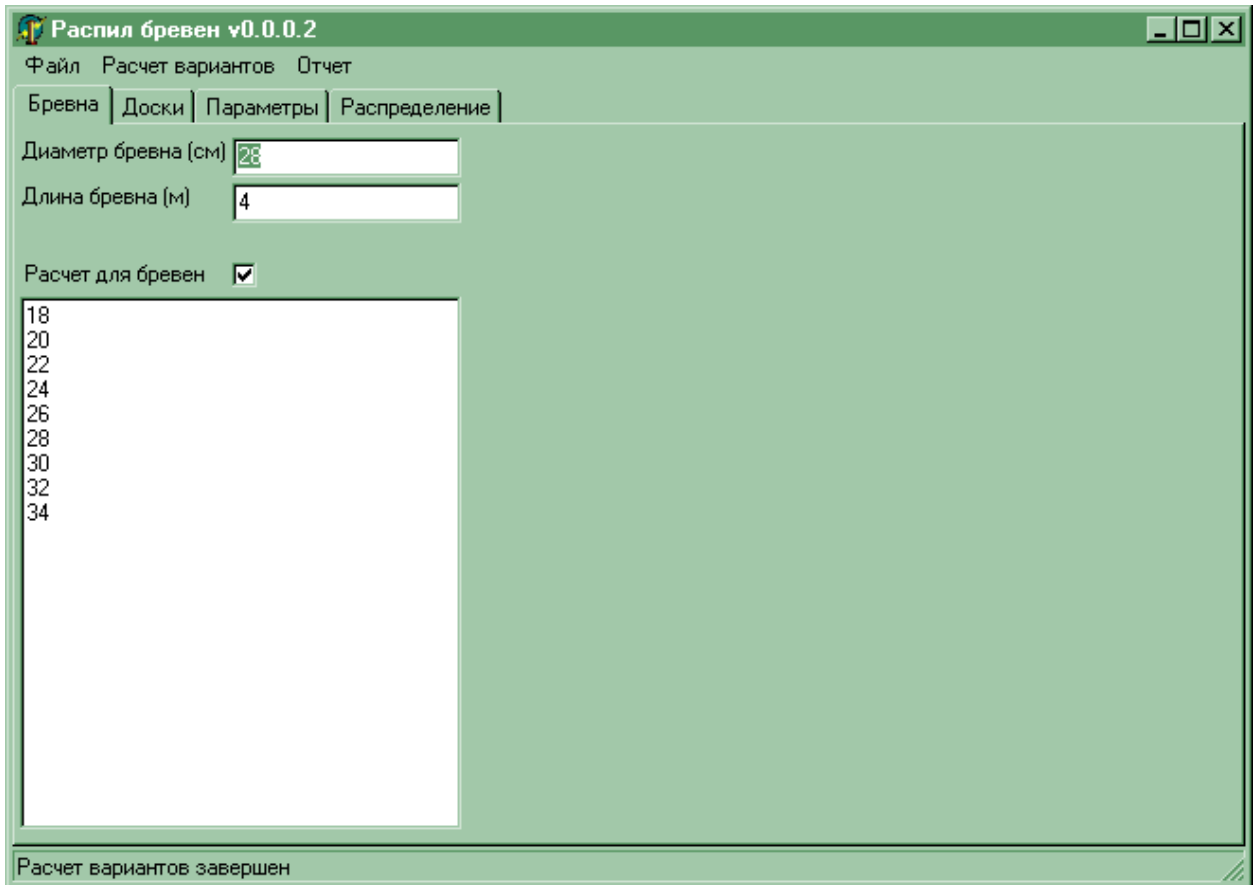 Распил бревен v0.0.0.2
Файл Расчет вариантов Отчет
Бревна Доски Параметры Распределение
Диаметр бревна (см) 28
Длина бревна (м) 4
Расчет для бревен
18
20
22
24
26
28
30
32
34
Расчет вариантов завершен